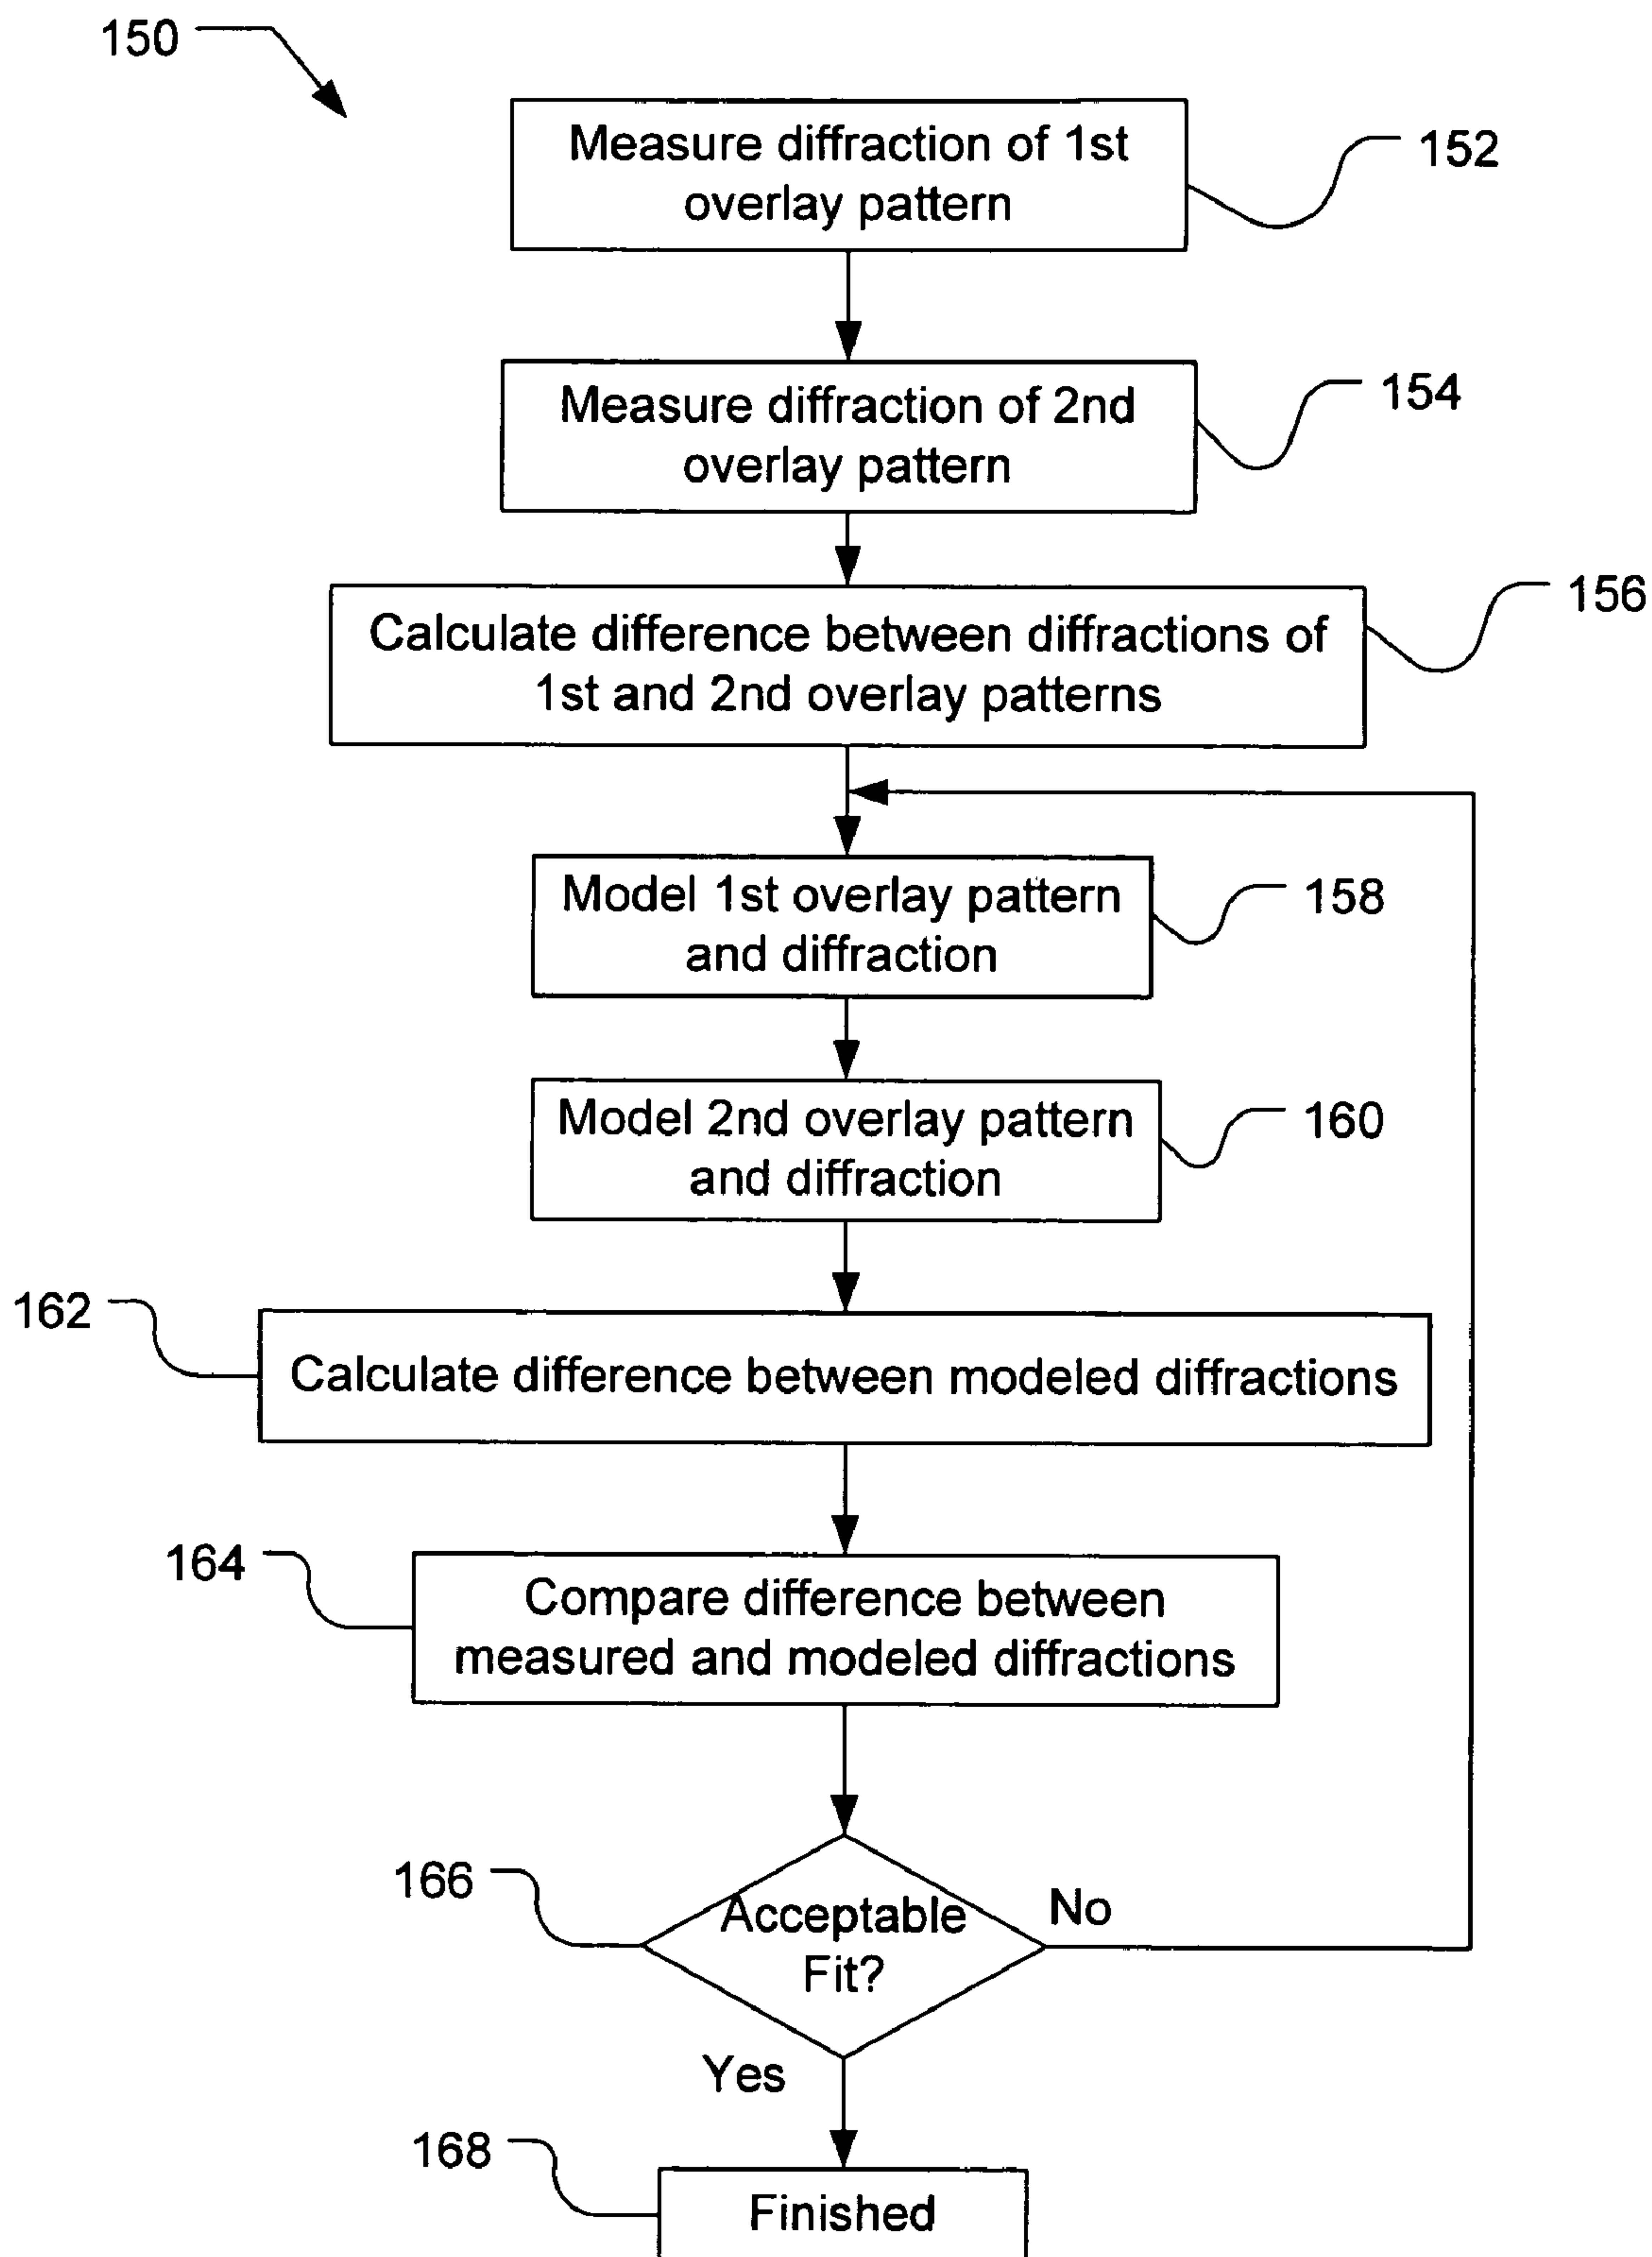 150
Measure diffraction of 1st
overlay pattern
152
Measure diffraction of 2nd
overlay pattern
154
Calculate difference between diffractions of
1st and 2nd overlay patterns
156
Model 1st overlay pattern
and diffraction
158
Model 2nd overlay pattern
and diffraction
160
162
Calculate difference between modeled diffractions
164
Compare difference between
measured and modeled diffractions
166
Acceptable
Fit?
No
Yes
168
Finished